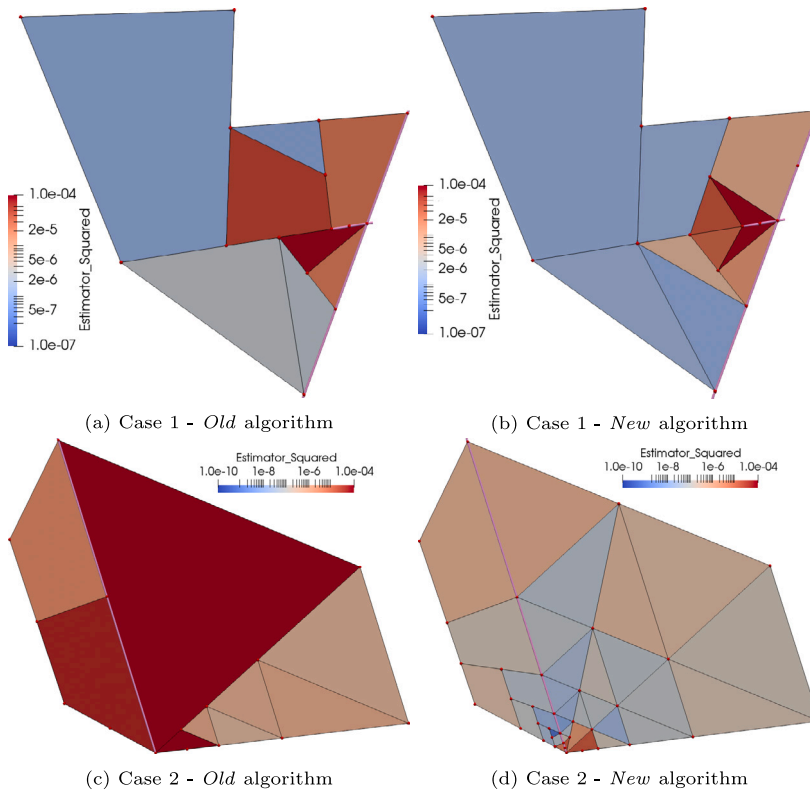 1.0e-04
2e-5
5e-6
2e-6
5e-7
1.0e-07
Estimator_Squared
1.0e-04
2e-5
5e-6
2e-6
5e-7
1.0e-07
Estimator_Squared
(a) Case 1 - Old algorithm
(b) Case 1 - New algorithm
Estimator_Squared
1.0e-10 1e-8 1e-6 1.0e-04
Estimator_Squared
1.0e-10 1e-8 1e-6 1.0e-04
(c) Case 2 - Old algorithm
(d) Case 2 - New algorithm